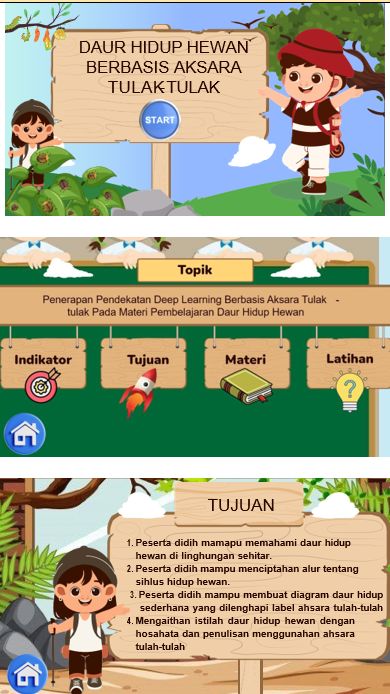 DAUR HIDUP HEWAN
BERBASIS AKSARA
TULAK-TULAK
START
Topik
Penerapan Pendekatan Deep Learning Berbasis Aksara Tulak -
tulak Pada Materi Pembelajaran Daur Hidup Hewan
Indikator
Tujuan
Materi
Latihan
TUJUAN
1. Peserta didih mamapu memahami daur hidup
hewan di linghungan sehitar.
2. Peserta didih mampu menciptahan alur tentang
sihlus hidup hewan.
3. Peserta didih mampu membuat diagram daur hidup
sederhana yang dilenghapi label ahsara tulah-tulah
4. Mengaithan istilah daur hidup hewan dengan
hosahata dan penulisan menggunahan ahsara
tulah-tulah